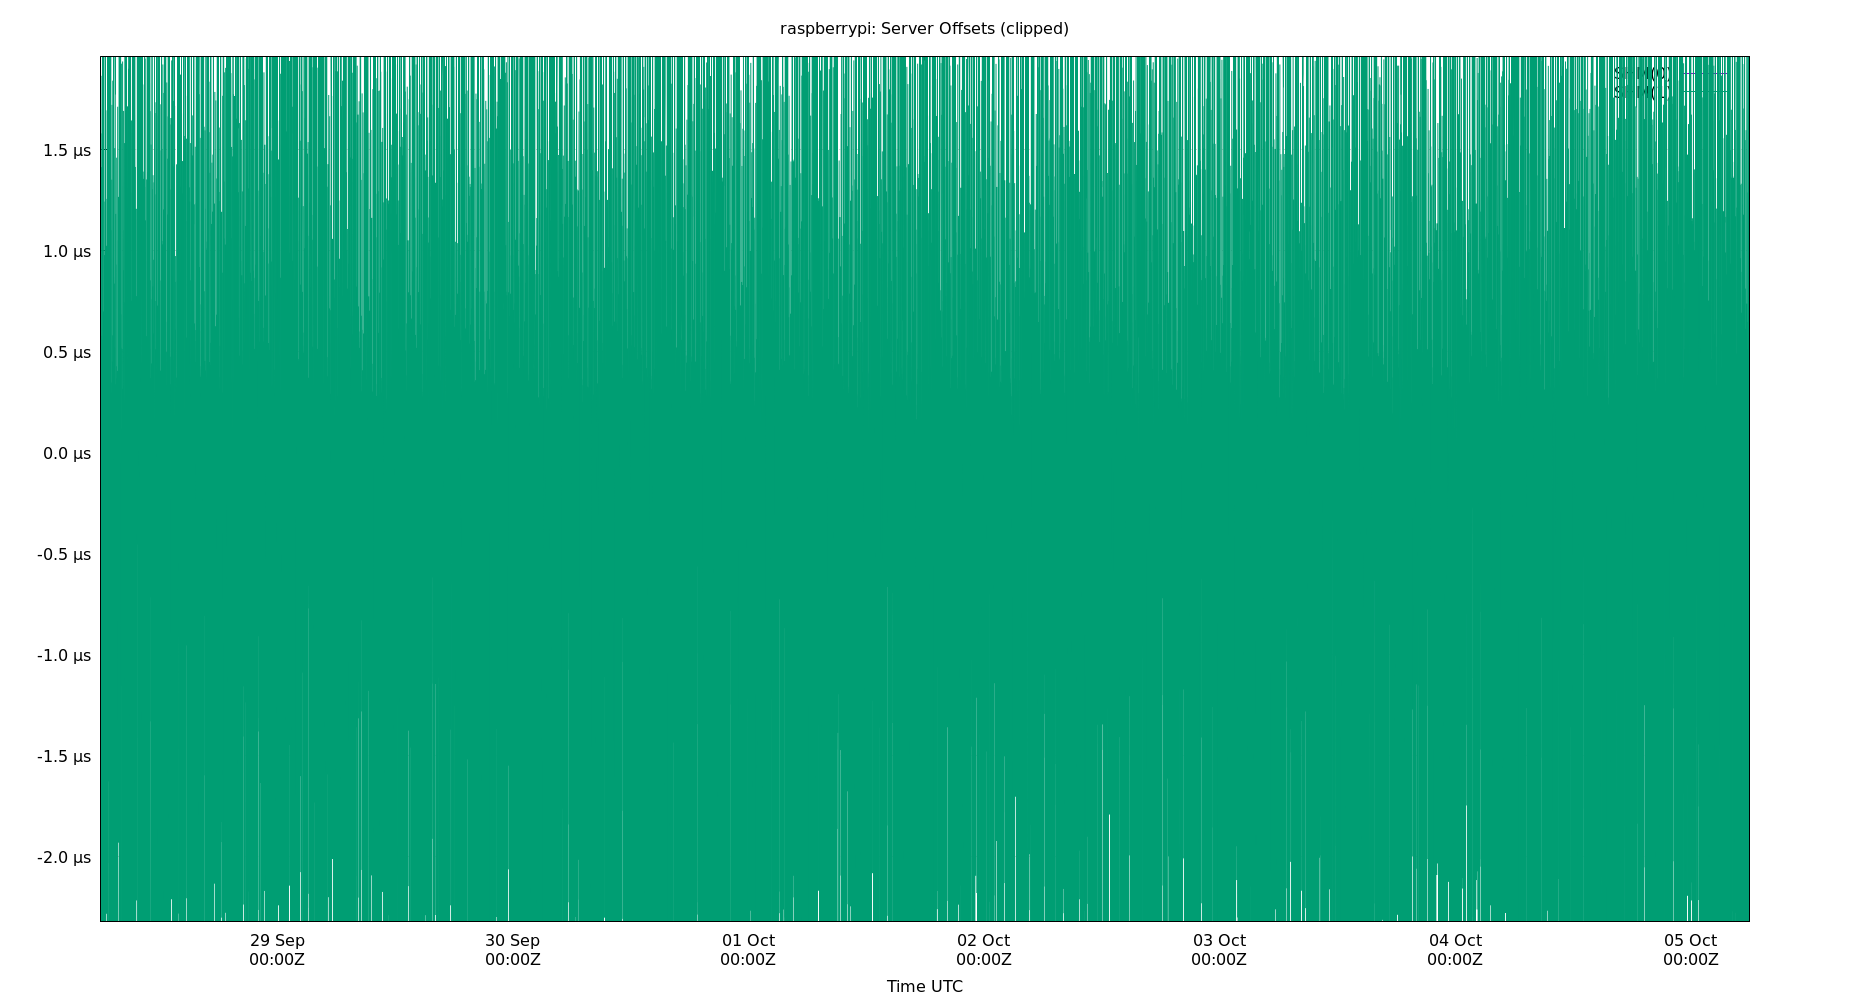 raspberrypi: Server Offsets (clipped)
1.5 µs
1.0 µs
0.5 µs
0.0 µs
-0.5 µs
-1.0 µs
-1.5 µs
-2.0 µs
29 Sep
00:00Z
30 Sep
00:00Z
01 Oct
00:00Z
02 Oct
00:00Z
03 Oct
00:00Z
04 Oct
00:00Z
05 Oct
00:00Z
Time UTC